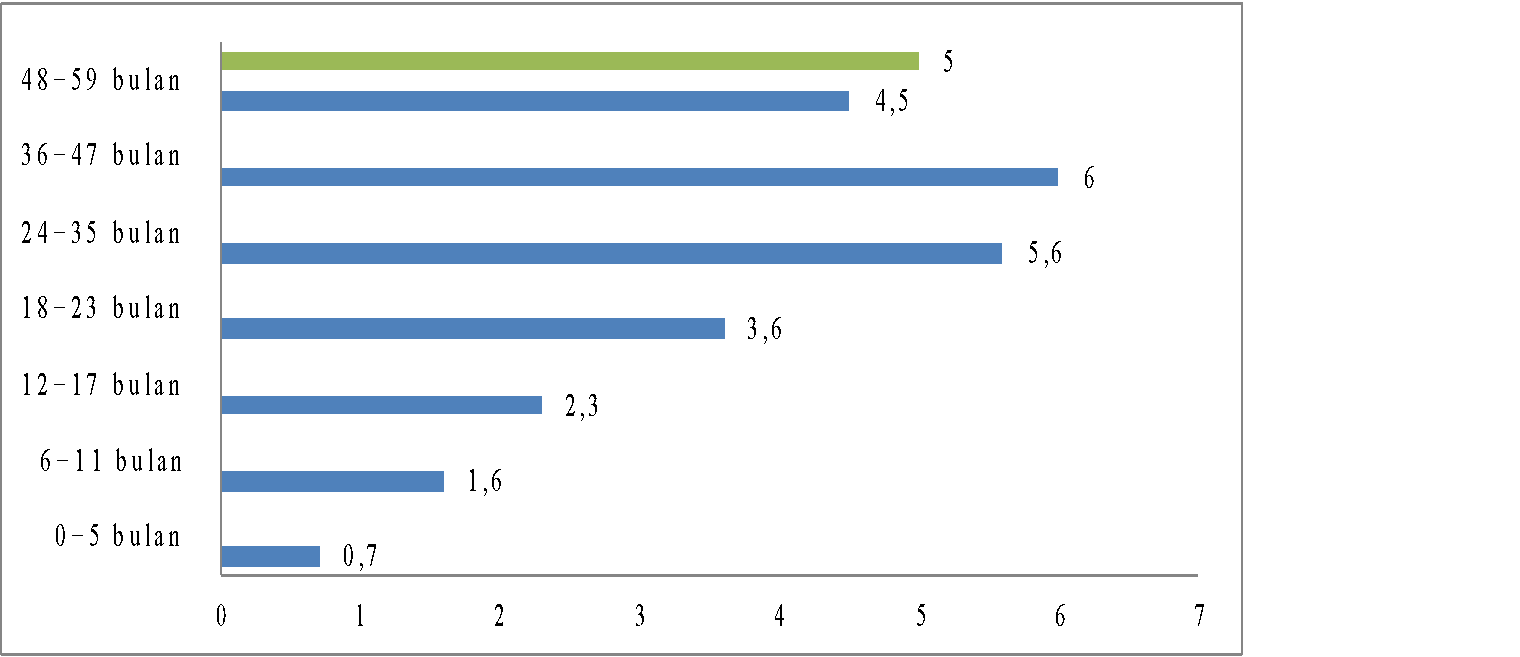 5
48-59 bulan
4,5
36-47 bulan
6
24-35 bulan
5,6
18-23 bulan
3,6
12-17 bulan
2,3
6-11 bulan
1,6
0-5 bulan
0,7
0 1 2 3 4 5 6 7